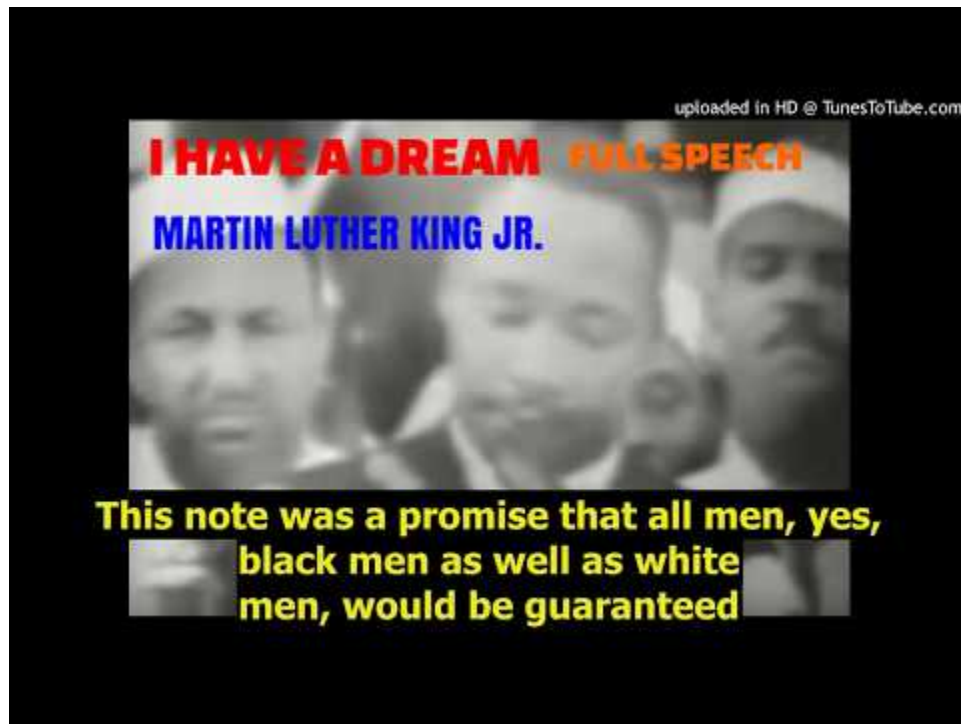 uploaded in HD @ TunesToTube.com
I HAVE A DREAM FULL SPEECH
MARTIN LUTHER KING JR.
This note was a promise that all men, yes,
black men as well as white
men, would be guaranteed